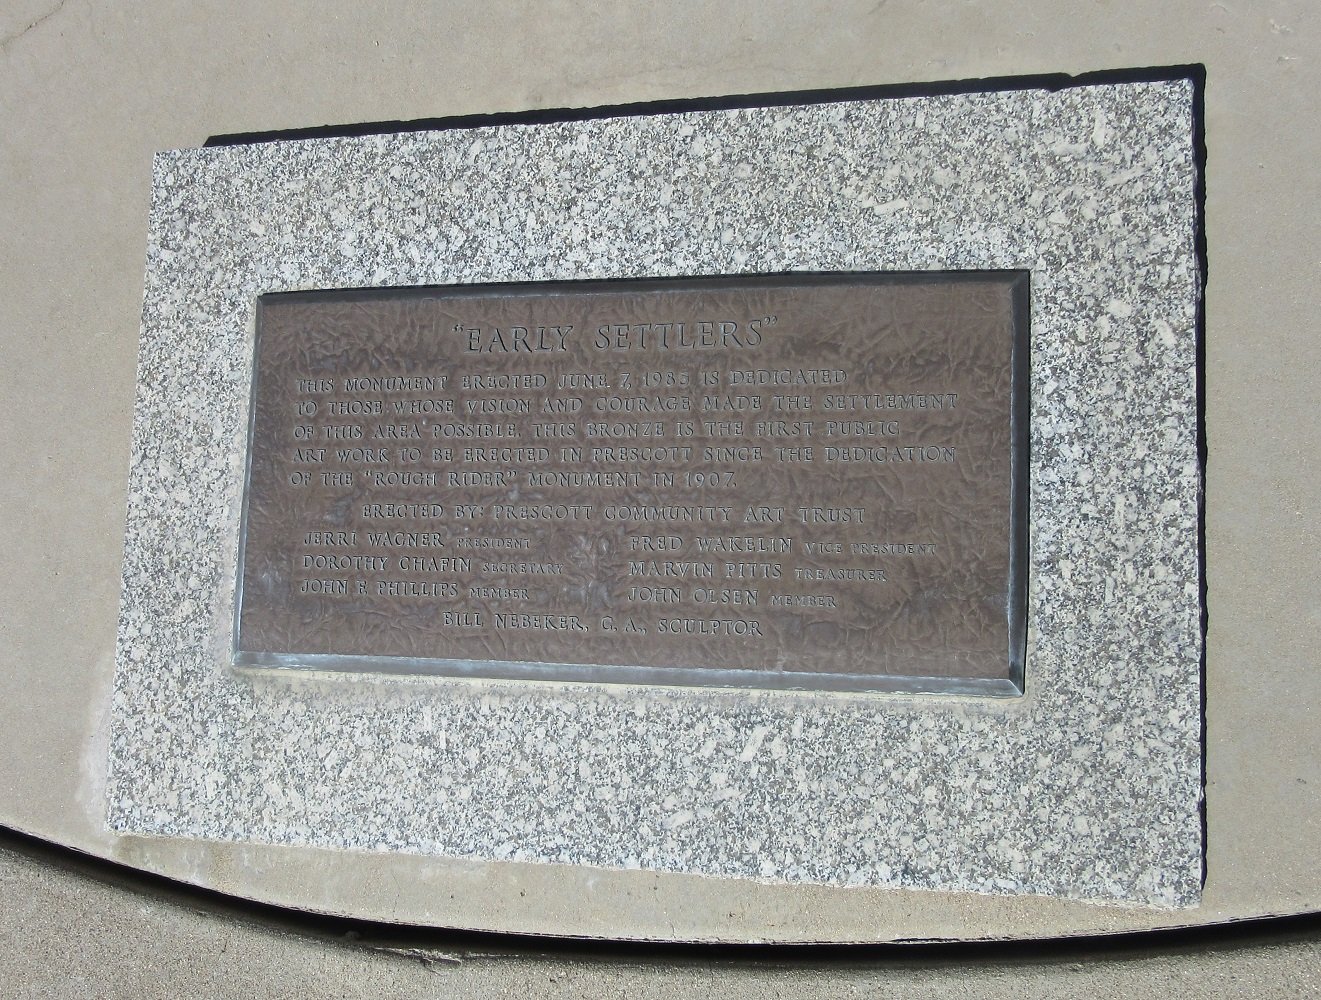 "EARLY SETTLERS"
THIS MONUMENT ERECTED JUNE 7, 1985 IS DEDICATED
TO THOSE WHOSE VISION AND COURAGE MADE THE SETTLEMENT
OF THIS AREA POSSIBLE. THIS BRONZE IS THE FIRST PUBLIC
ART WORK TO BE ERECTED IN PRESCOTT SINCE THE DEDICATION
OF THE "ROUGH RIDER" MONUMENT IN 1907.
ERECTED BY: PRESCOTT COMMUNITY ART TRUST
JERRI WAGNER PRESIDENT FRED WAKELIN VICE PRESIDENT
DOROTHY CHAFIN SECRETARY MARVIN PITTS TREASURER
JOHN F. PHILLIPS MEMBER JOHN OLSEN MEMBER
BILL NEBEKER, C. A., SCULPTOR